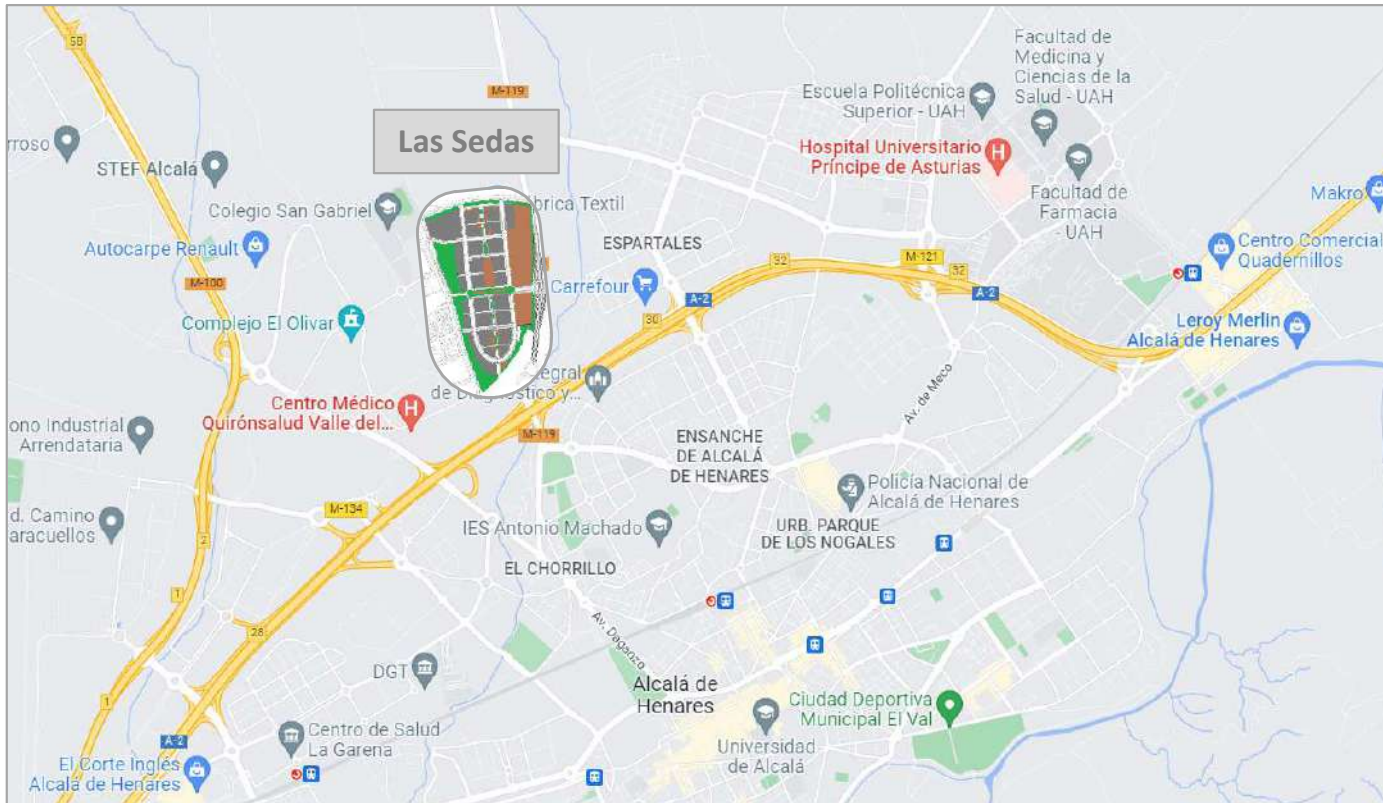 58
M-119
Facultad de
Medicina y
Ciencias de la
Salud - UAH
Escuela Politécnica
Superior - UAH
Las Sedas
rroso
STEF Alcalá
Hospital Universitario
Príncipe de Asturias
Facultad de
Farmacia
- UAH
Makro
Colegio San Gabriel
brica Textil
Autocarpe Renault
ESPARTALES
Centro Comercial
Quadernillos
M-100
32
M-121
32
Carrefour
A-2
A-2
Complejo El Olivar
30
Leroy Merlin
Alcalá de Henares
egral
de Diagnóstico y...
Centro Médico
Quirónsalud Valle del...
Av. de Meco
ono Industrial
Arrendataria
M-119
ENSANCHE
DE ALCALÁ
DE HENARES
Policía Nacional de
Alcalá de Henares
M-134
d. Camino
aracuellos
IES Antonio Machado
URB. PARQUE
DE LOS NOGALES
2
EL CHORRILLO
1
28
Av. Daganzo
DGT
Alcalá de
Henares
Ciudad Deportiva
Municipal El Val
1
Centro de Salud
La Garena
Universidad
de Alcalá
A-2
El Corte Inglés
Alcalá de Henares